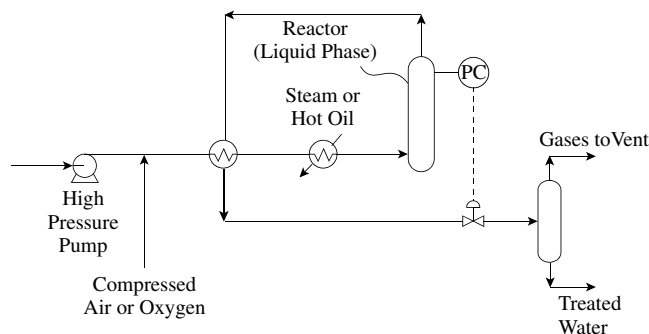 Reactor
(Liquid Phase)
PC
Steam or
Hot Oil
Gases toVent
High
Pressure
Pump
Compressed
Air or Oxygen
Treated
Water